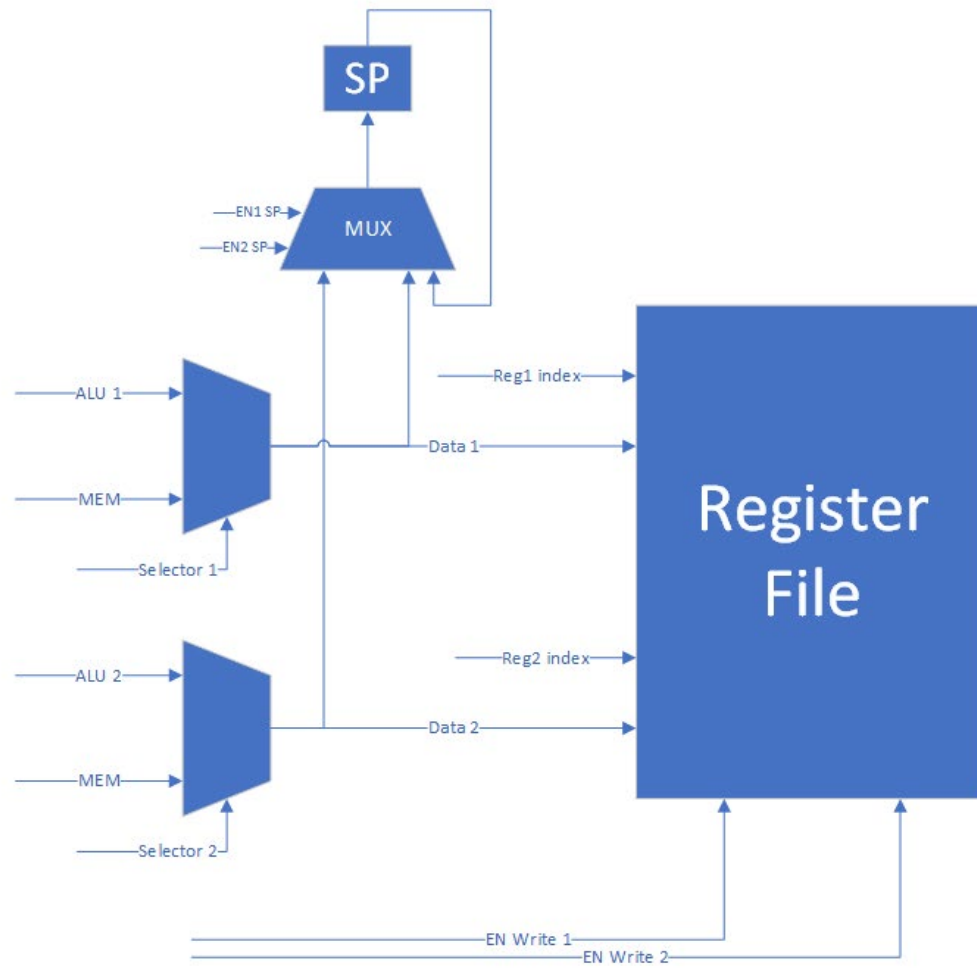 SP
EN1 SP
MUX
EN2 SP
ALU 1
Reg1 index
Data 1
MEM
Register
File
Selector 1
ALU 2
Reg2 index
Data 2
MEM
Selector 2
EN Write 1
EN Write 2